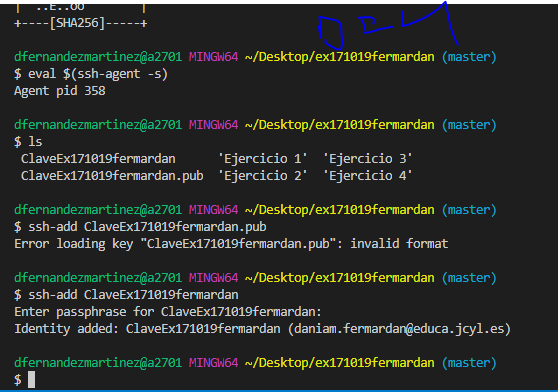 |  ..E..oo        |
+----[SHA256]-----+
dfernandezmartinez@a2701 MINGW64 ~/Desktop/ex171019fermardan (master)
$ eval $(ssh-agent -s)
Agent pid 358
dfernandezmartinez@a2701 MINGW64 ~/Desktop/ex171019fermardan (master)
$ ls
ClaveEx171019fermardan 'Ejercicio 1' 'Ejercicio 3'
ClaveEx171019fermardan.pub 'Ejercicio 2' 'Ejercicio 4'
dfernandezmartinez@a2701 MINGW64 ~/Desktop/ex171019fermardan (master)
$ ssh-add ClaveEx171019fermardan.pub
Error loading key "ClaveEx171019fermardan.pub": invalid format
dfernandezmartinez@a2701 MINGW64 ~/Desktop/ex171019fermardan (master)
$ ssh-add ClaveEx171019fermardan
Enter passphrase for ClaveEx171019fermardan:
Identity added: ClaveEx171019fermardan (daniam.fermardan@educa.jcyl.es)
dfernandezmartinez@a2701 MINGW64 ~/Desktop/ex171019fermardan (master)
$